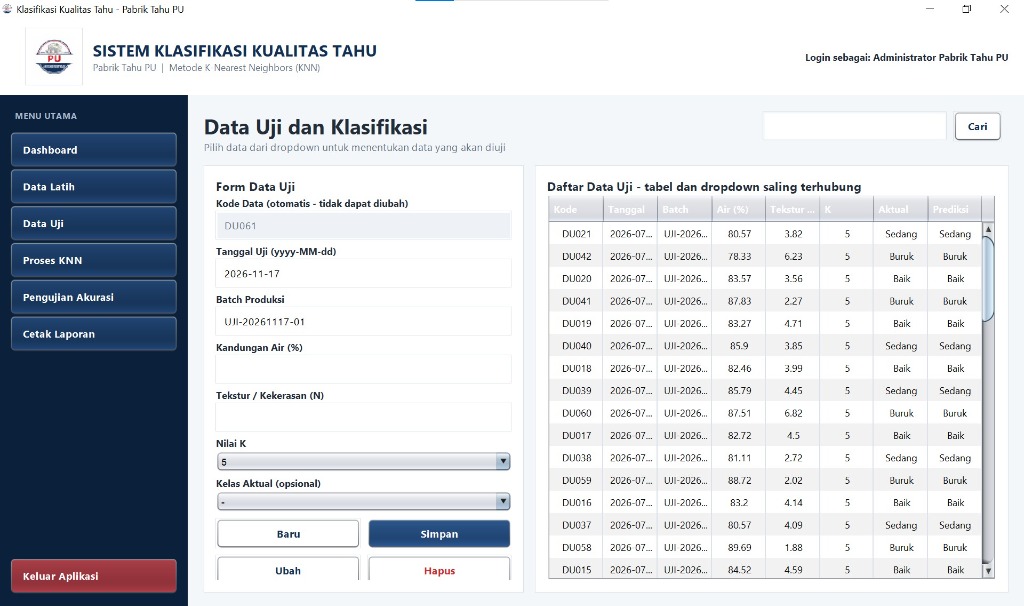 Klasifikasi Kualitas Tahu - Pabrik Tahu PU
PU
SISTEM KLASIFIKASI KUALITAS TAHU
Pabrik Tahu PU | Metode K-Nearest Neighbors (KNN)
Login sebagai: Administrator Pabrik Tahu PU
MENU UTAMA
Dashboard
Data Latih
Data Uji
Proses KNN
Pengujian Akurasi
Cetak Laporan
Keluar Aplikasi
Data Uji dan Klasifikasi
Pilih data dari dropdown untuk menentukan data yang akan diuji
Cari
Form Data Uji
Kode Data (otomatis - tidak dapat diubah)
DU061
Tanggal Uji (yyyy-MM-dd)
2026-11-17
Batch Produksi
UJI-20261117-01
Kandungan Air (%)
Tekstur / Kekerasan (N)
Nilai K
5
Kelas Aktual (opsional)
-
Baru Simpan
Ubah Hapus
Daftar Data Uji - tabel dan dropdown saling terhubung
Kode Tanggal Batch Air (%) Tekstur ... K Aktual Prediksi
DU021 2026-07... UJI-2026... 80.57 3.82 5 Sedang Sedang
DU042 2026-07... UJI-2026... 78.33 6.23 5 Buruk Buruk
DU020 2026-07... UJI-2026... 83.57 3.56 5 Baik Baik
DU041 2026-07... UJI-2026... 87.83 2.27 5 Buruk Buruk
DU019 2026-07... UJI-2026... 83.27 4.71 5 Baik Baik
DU040 2026-07... UJI-2026... 85.9 3.85 5 Sedang Sedang
DU018 2026-07... UJI-2026... 82.46 3.99 5 Baik Baik
DU039 2026-07... UJI-2026... 85.79 4.45 5 Sedang Sedang
DU060 2026-07... UJI-2026... 87.51 6.82 5 Buruk Buruk
DU017 2026-07... UJI-2026... 82.72 4.5 5 Baik Baik
DU038 2026-07... UJI-2026... 81.11 2.72 5 Sedang Sedang
DU059 2026-07... UJI-2026... 88.72 2.02 5 Buruk Buruk
DU016 2026-07... UJI-2026... 83.2 4.14 5 Baik Baik
DU037 2026-07... UJI-2026... 80.57 4.09 5 Sedang Sedang
DU058 2026-07... UJI-2026... 89.69 1.88 5 Buruk Buruk
DU015 2026-07... UJI-2026... 84.52 4.59 5 Baik Baik